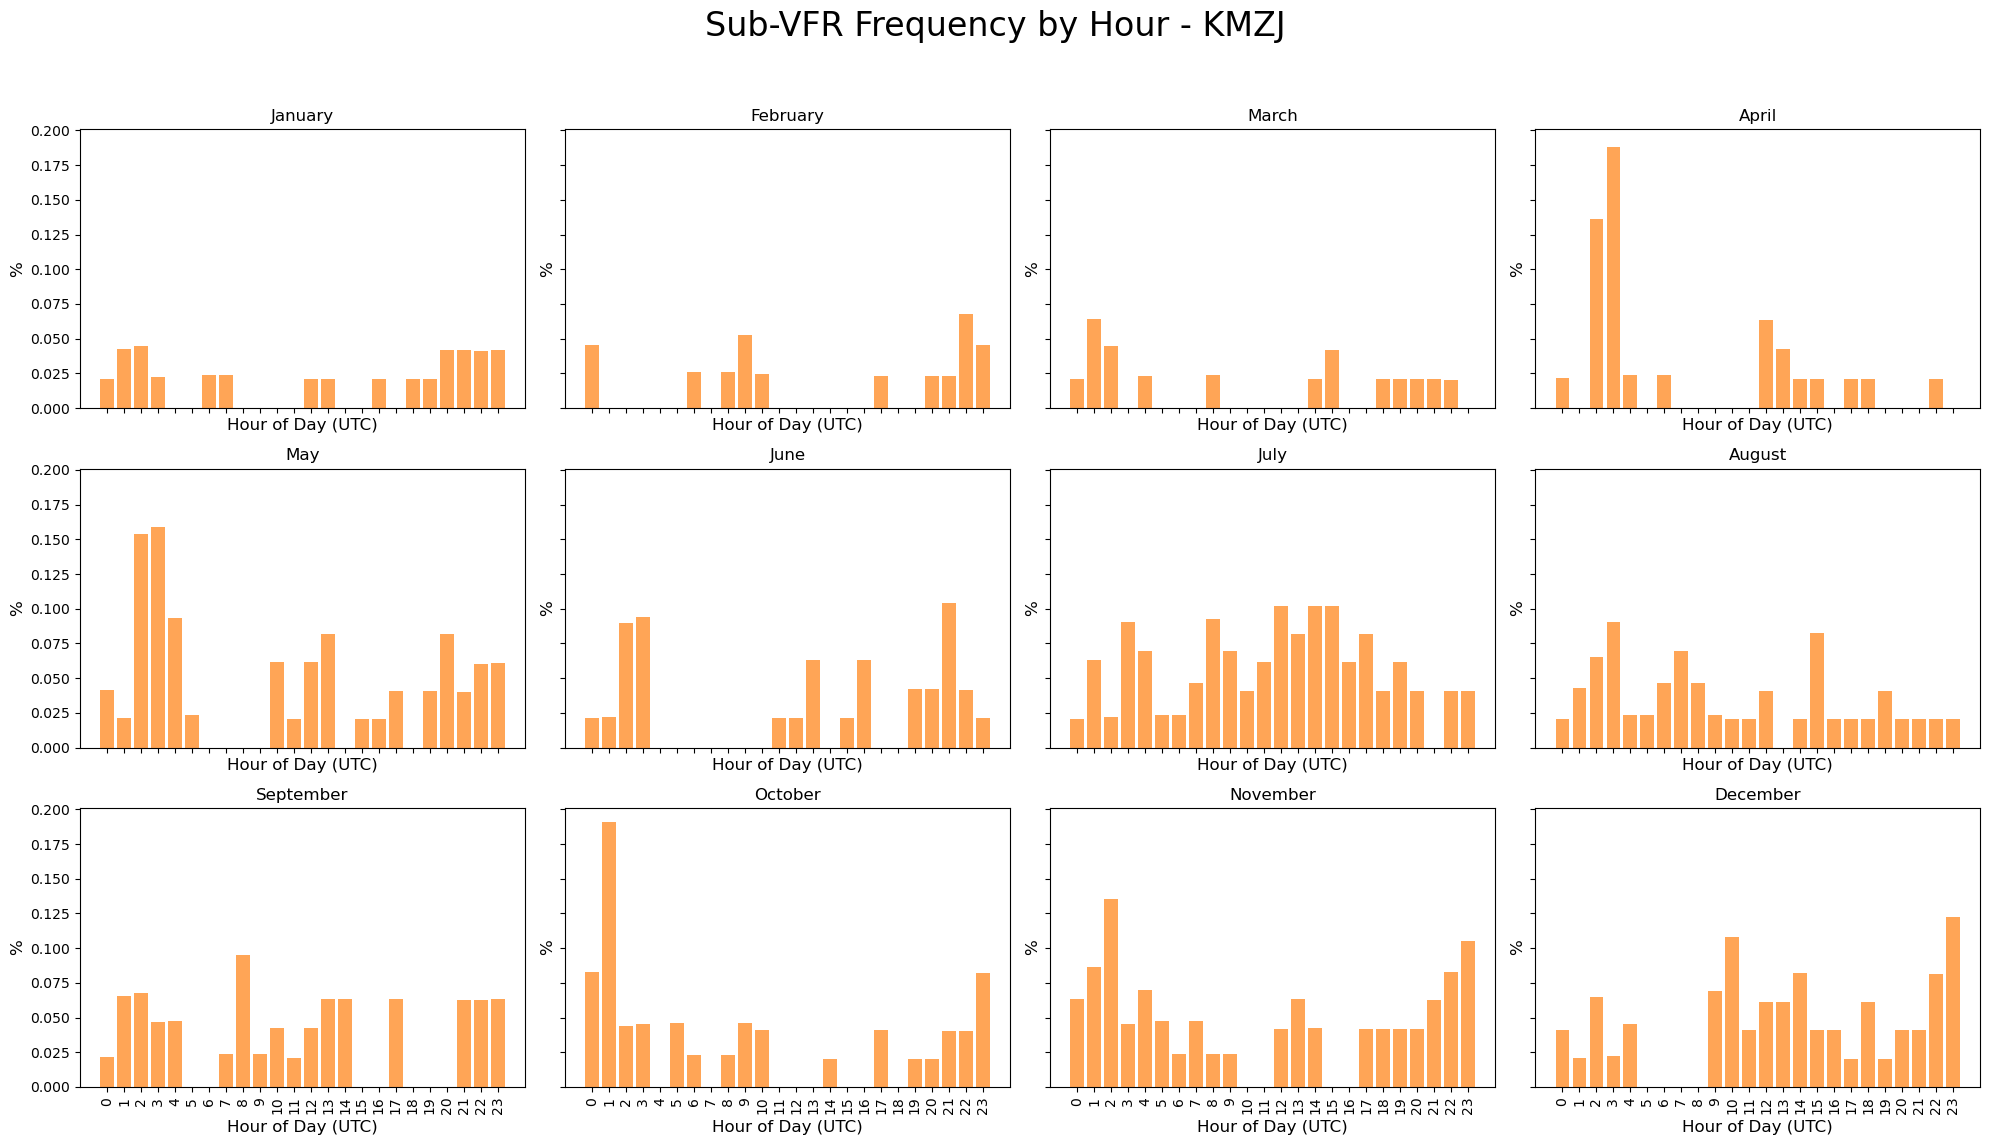 Sub-VFR Frequency by Hour - KMZJ
January
February
March
April
0.200
0.175
0.150
0.125
0.100
0.075
0.050
0.025
0.000
%
%
%
%
Hour of Day (UTC)
Hour of Day (UTC)
Hour of Day (UTC)
Hour of Day (UTC)
May
June
July
August
0.200
0.175
0.150
0.125
0.100
0.075
0.050
0.025
0.000
%
%
%
%
Hour of Day (UTC)
Hour of Day (UTC)
Hour of Day (UTC)
Hour of Day (UTC)
September
October
November
December
0.200
0.175
0.150
0.125
0.100
0.075
0.050
0.025
0.000
%
%
%
%
0 1 2 3 4 5 6 7 8 9 10 11 12 13 14 15 16 17 18 19 20 21 22 23
0 1 2 3 4 5 6 7 8 9 10 11 12 13 14 15 16 17 18 19 20 21 22 23
0 1 2 3 4 5 6 7 8 9 10 11 12 13 14 15 16 17 18 19 20 21 22 23
0 1 2 3 4 5 6 7 8 9 10 11 12 13 14 15 16 17 18 19 20 21 22 23
Hour of Day (UTC)
Hour of Day (UTC)
Hour of Day (UTC)
Hour of Day (UTC)